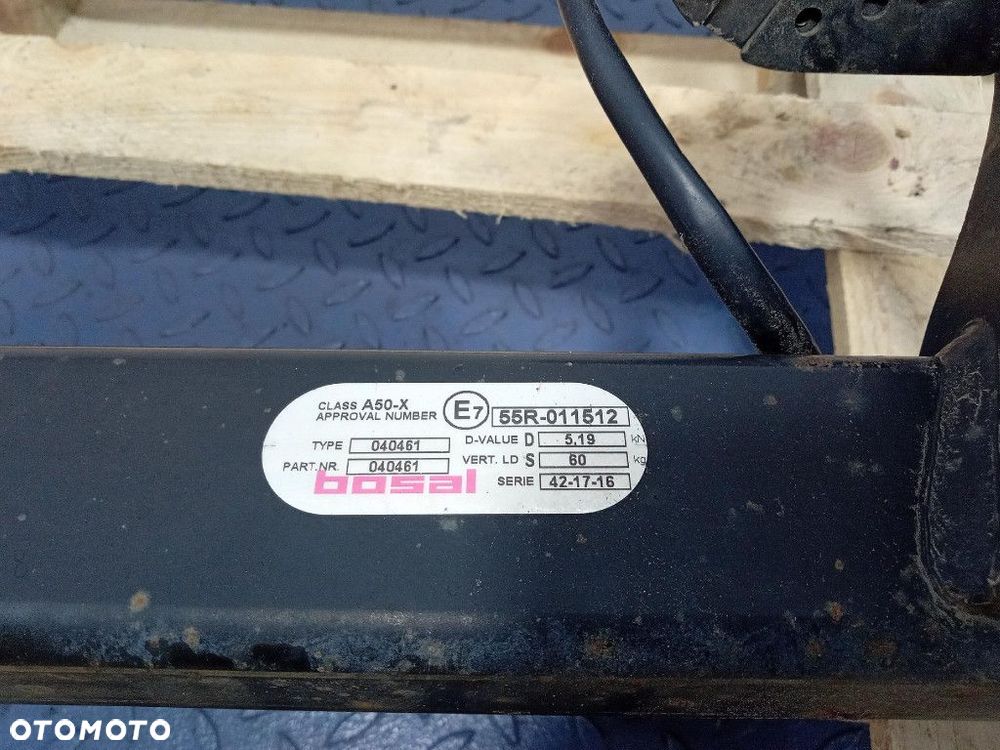 CLASS A50-X
APPROVAL NUMBER E7 55R-011512
TYPE 040461 D-VALUE D 5,19 kN
PART.NR. 040461 VERT. LD S 60 kg
bosal SERIE 42-17-16
OTOMOTO